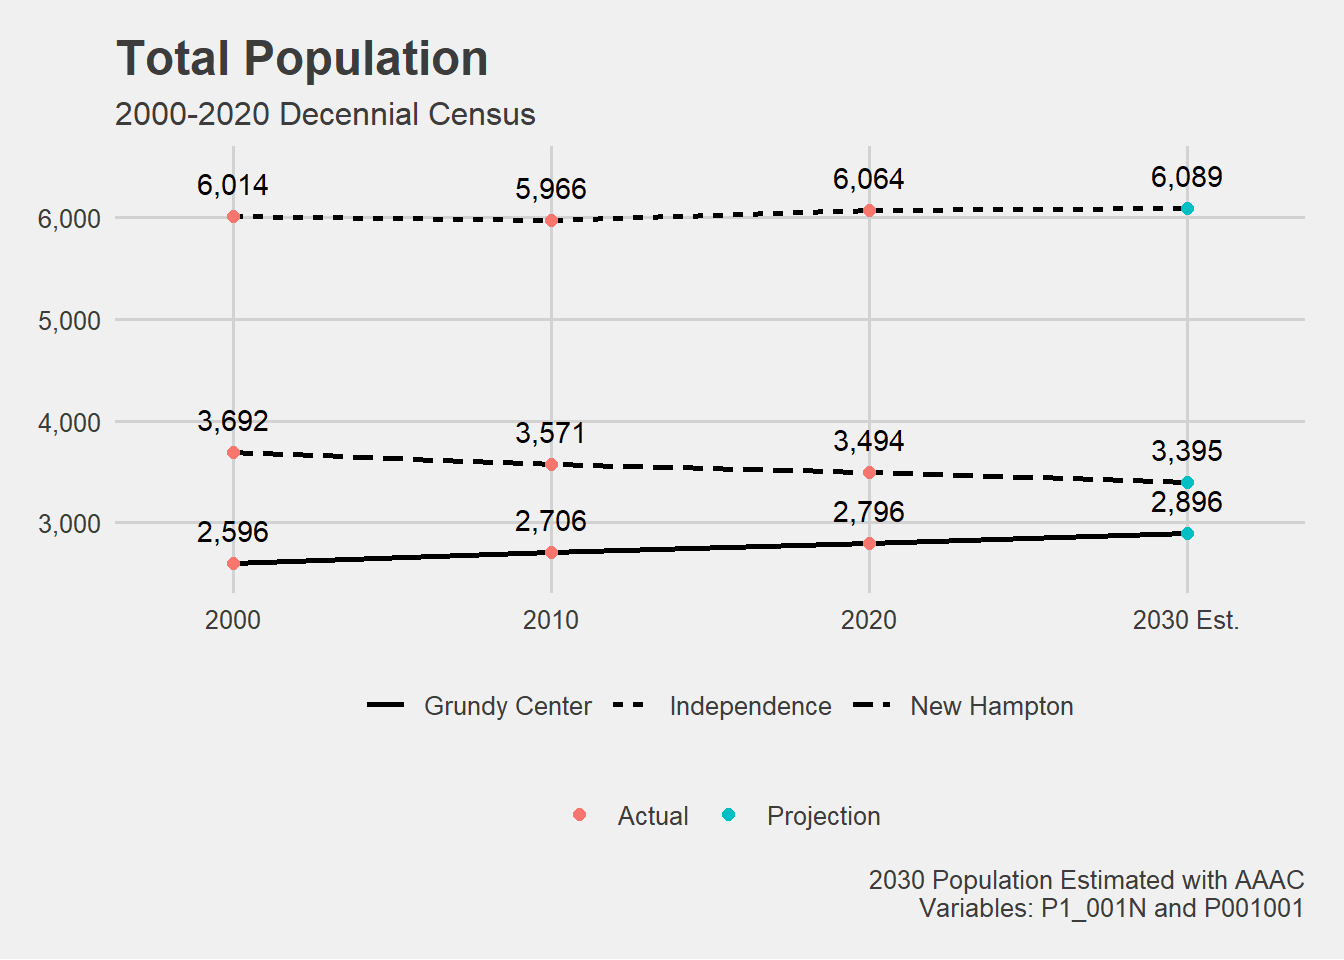 Total Population
2000-2020 Decennial Census
6,014 5,966 6,064 6,089
6,000
5,000
4,000
3,692 3,571 3,494 3,395
3,000
2,596 2,706 2,796 2,896
2000 2010 2020 2030 Est.
Grundy Center Independence New Hampton
Actual Projection
2030 Population Estimated with AAAC
Variables: P1_001N and P001001